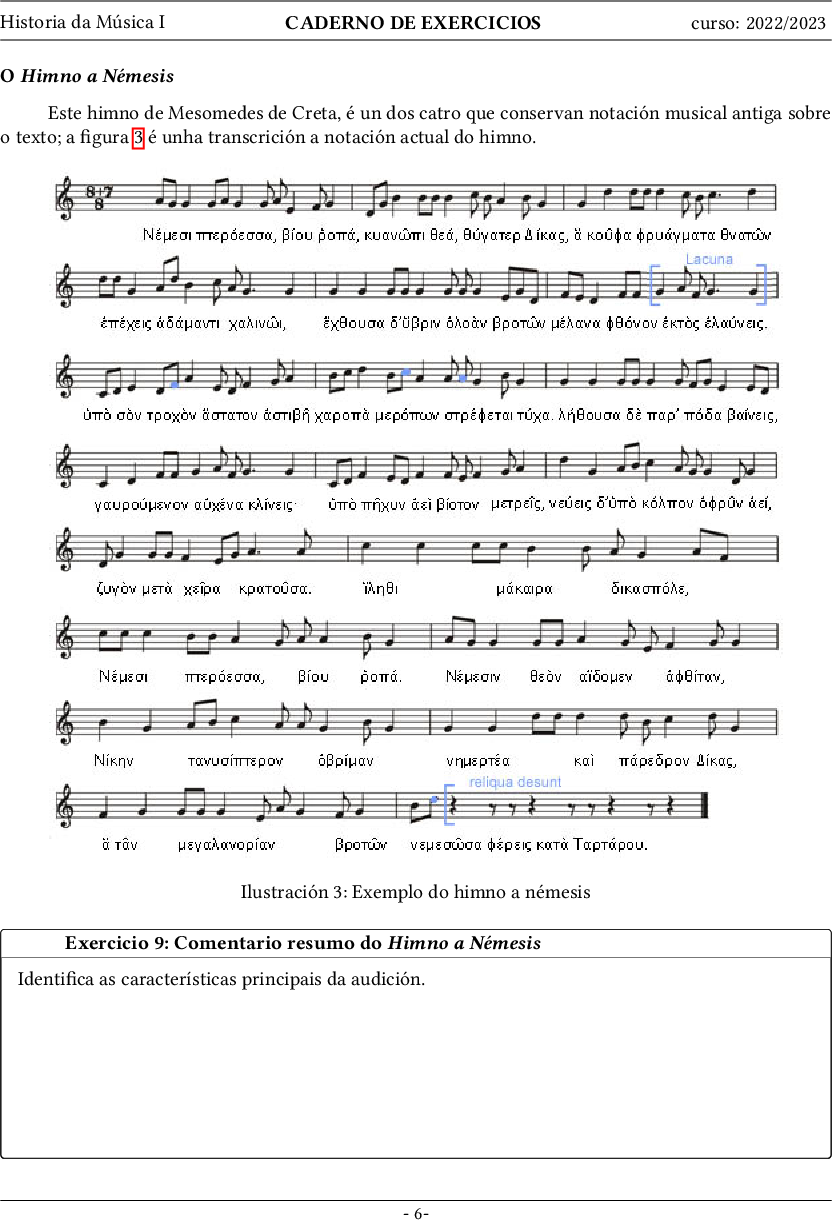 Historia da Música I CADERNO DE EXERCICIOS curso: 2022/2023
O Himno a Némesis
Este himno de Mesomedes de Creta, é un dos catro que conservan notación musical antiga sobre
o texto; a figura 3 é unha transcrición a notación actual do himno.
8+7
8
Νέμεσι πτερόεσσα, βίου ῥοπά, κυανῶπι θεά, θύγατερ Δίκας, ἃ κοῦφα φρυάγματα θνατῶν
Lacuna
ἐπέχεις ἀδάμαντι χαλινῶι, ἔχθουσα δ'ὕβριν ὀλοὰν βροτῶν μέλανα φθόνον ἐκτὸς ἐλαύνεις.
ὑπὸ σὸν τροχὸν ἄστατον ἀστιβῆ χαροπὰ μερόπων στρέφεται τύχα. λήθουσα δὲ παρ' πόδα βαίνεις,
γαυρούμενον αὐχένα κλίνεις· ὑπὸ πῆχυν ἀεὶ βίοτον μετρεῖς, νεύεις δ'ὑπὸ κόλπον ὀφρῦν ἀεί,
ζυγὸν μετὰ χεῖρα κρατοῦσα. ἵληθι μάκαιρα δικασπόλε,
Νέμεσι πτερόεσσα, βίου ῥοπά. Νέμεσιν θεὸν αἴδομεν ἀφθίταν,
Νίκην τανυσίπτερον ὀβρίμαν νημερτέα καὶ πάρεδρον Δίκας,
reliqua desunt
ἃ τᾶν μεγαλανορίαν βροτῶν νεμεσῶσα φέρεις κατὰ Ταρτάρου.
Ilustración 3: Exemplo do himno a némesis
Exercicio 9: Comentario resumo do Himno a Némesis
Identifica as características principais da audición.
- 6-